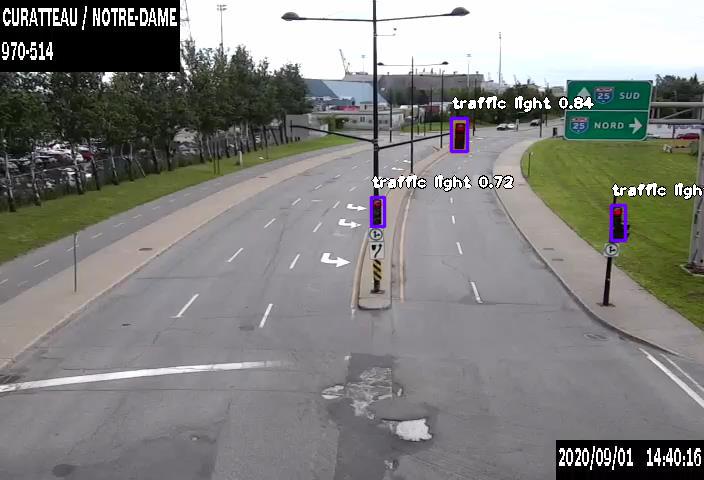 CURATTEAU / NOTRE-DAME
970-514
traffic light 0.84
25 SUD
25 NORD
traffic light 0.72
traffic ligh
2020/09/01 14:40:16